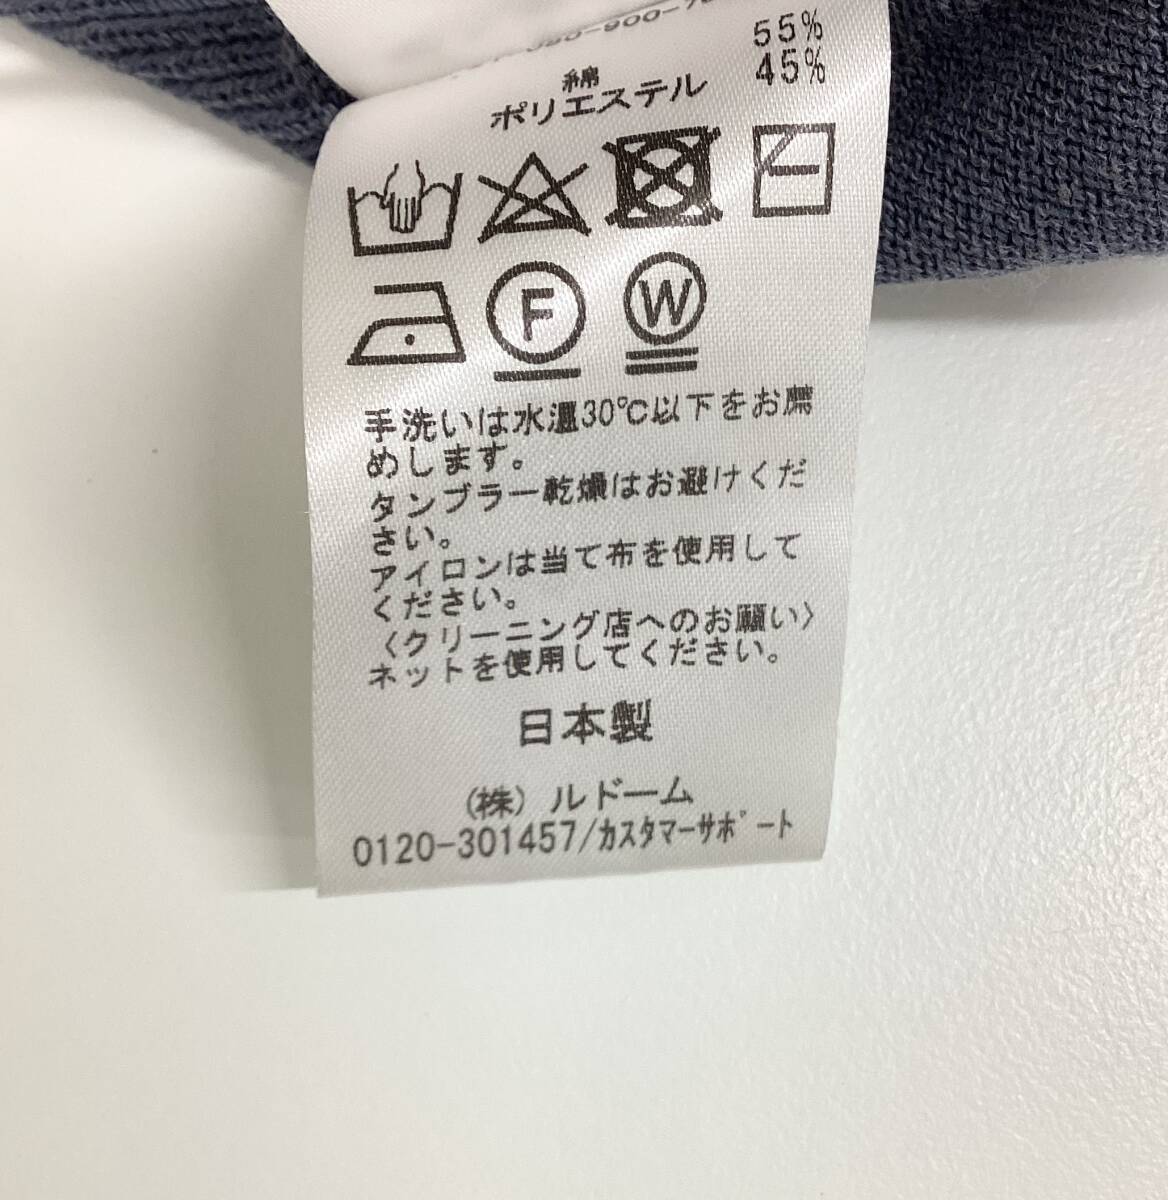 綿 55%
ポリエステル 45%
F
W
手洗いは水温30℃以下をお薦
めします。
タンブラー乾燥はお避けくだ
さい。
アイロンは当て布を使用して
ください。
〈クリーニング店へのお願い〉
ネットを使用してください。
日本製
(株) ルドーム
0120-301457/ｶｽﾀﾏｰｻﾎﾟｰﾄ